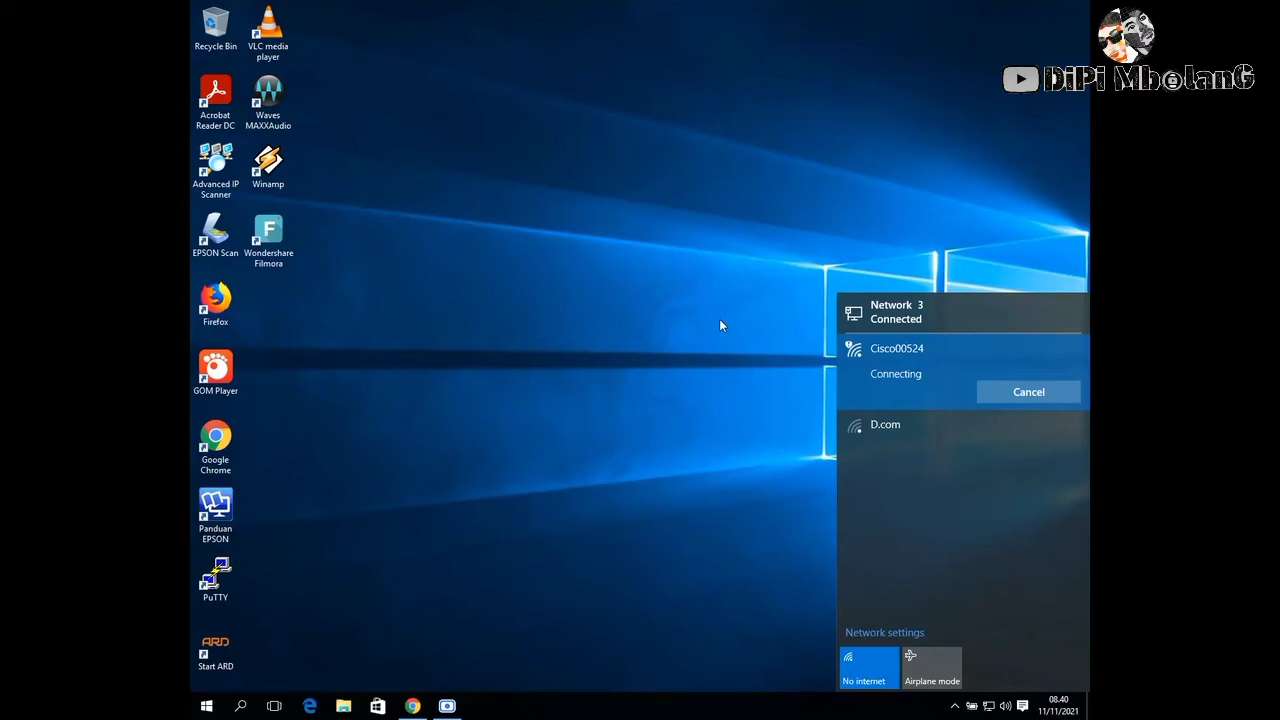 DiPi MbolanG
Recycle Bin
VLC media
player
Acrobat
Reader DC
Waves
MAXXAudio
Advanced IP
Scanner
Winamp
EPSON Scan
Wondershare
Filmora
Firefox
GOM Player
Google
Chrome
Panduan
EPSON
PuTTY
ARD
Start ARD
Network 3
Connected
Cisco00524
Connecting
Cancel
D.com
Network settings
No internet
Airplane mode
08.40
11/11/2021